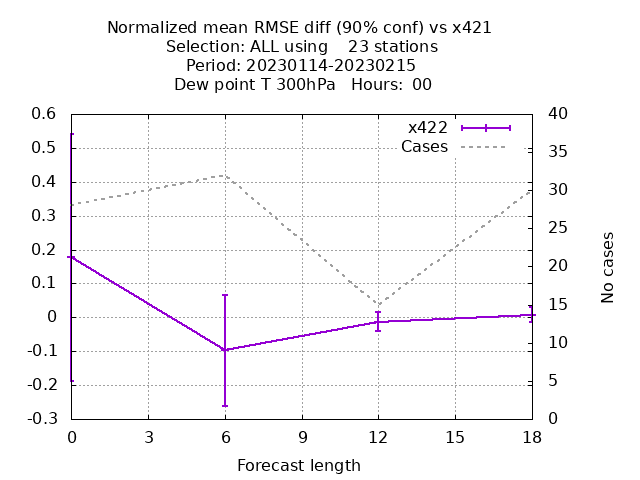 Normalized mean RMSE diff (90% conf) vs x421
Selection: ALL using    23 stations
Period: 20230114-20230215
Dew point T 300hPa   Hours:  00
x422
Cases
0.6
0.5
0.4
0.3
0.2
0.1
0
-0.1
-0.2
-0.3
40
35
30
25
20
15
10
5
0
No cases
0 3 6 9 12 15 18
Forecast length